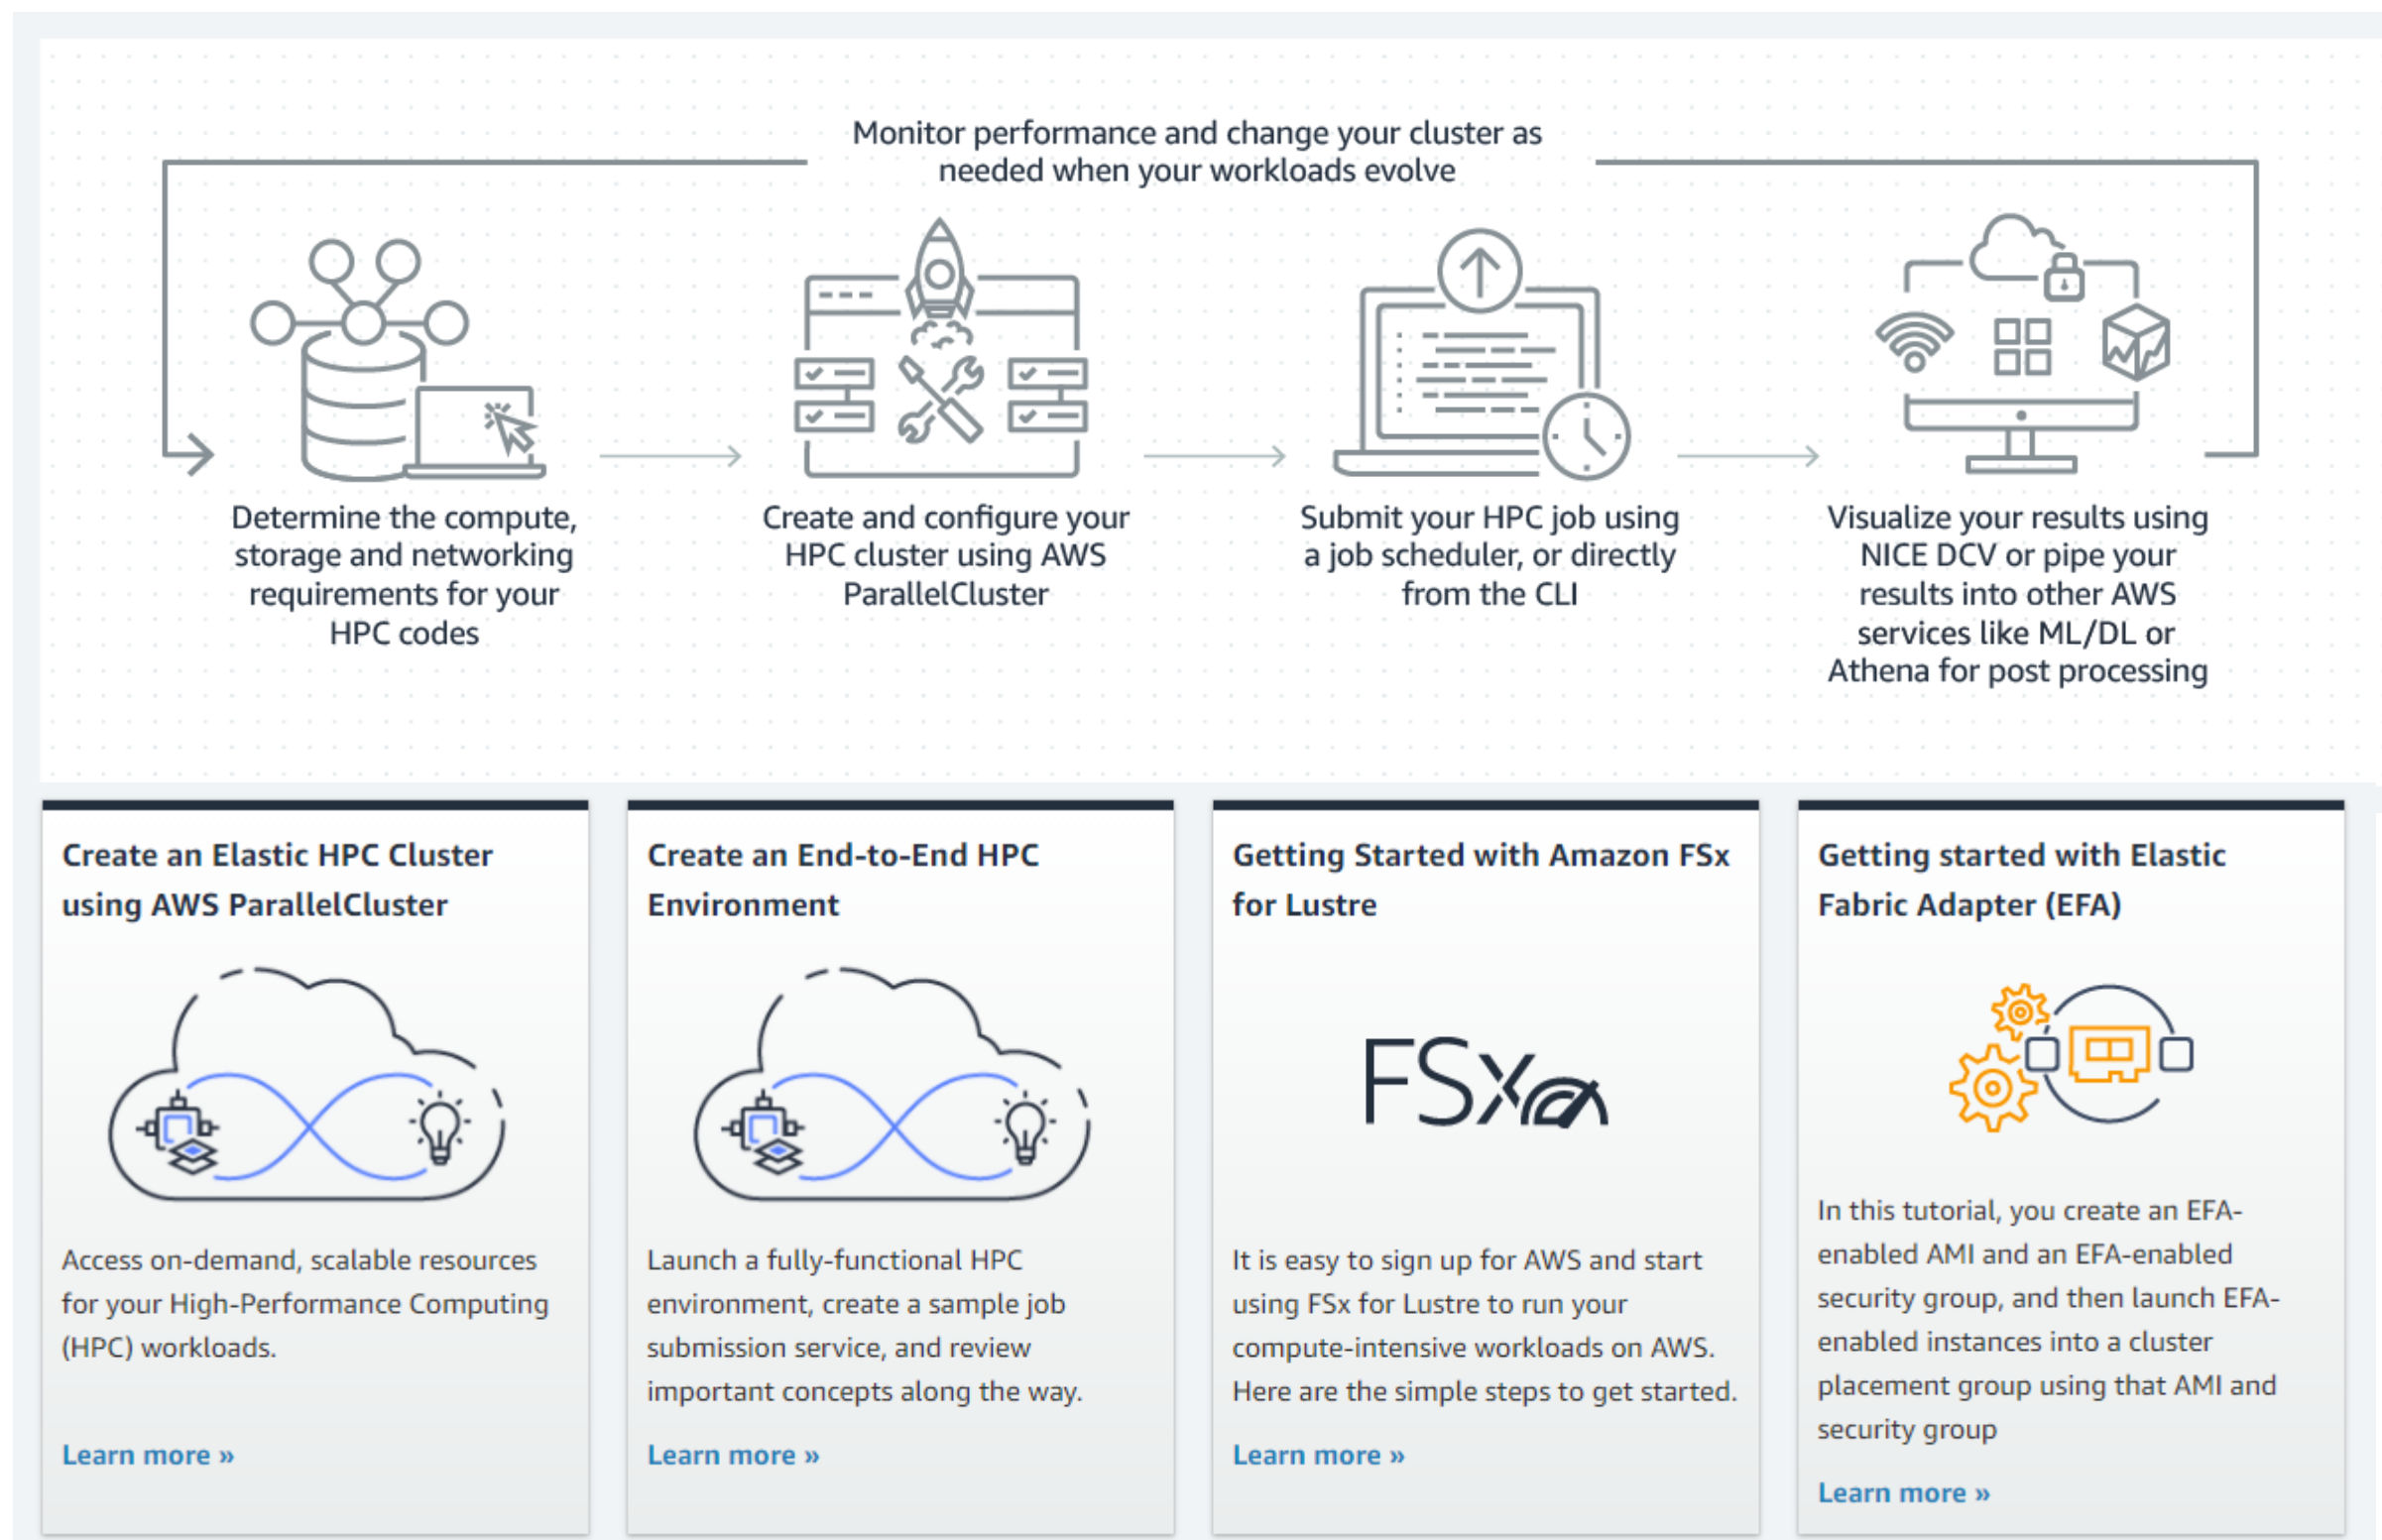 Monitor performance and change your cluster as
needed when your workloads evolve
Determine the compute,
storage and networking
requirements for your
HPC codes
Create and configure your
HPC cluster using AWS
ParallelCluster
Submit your HPC job using
a job scheduler, or directly
from the CLI
Visualize your results using
NICE DCV or pipe your
results into other AWS
services like ML/DL or
Athena for post processing
Create an Elastic HPC Cluster
using AWS ParallelCluster
Access on-demand, scalable resources
for your High-Performance Computing
(HPC) workloads.
Learn more »
Create an End-to-End HPC
Environment
Launch a fully-functional HPC
environment, create a sample job
submission service, and review
important concepts along the way.
Learn more »
Getting Started with Amazon FSx
for Lustre
FSx
It is easy to sign up for AWS and start
using FSx for Lustre to run your
compute-intensive workloads on AWS.
Here are the simple steps to get started.
Learn more »
Getting started with Elastic
Fabric Adapter (EFA)
In this tutorial, you create an EFA-
enabled AMI and an EFA-enabled
security group, and then launch EFA-
enabled instances into a cluster
placement group using that AMI and
security group
Learn more »